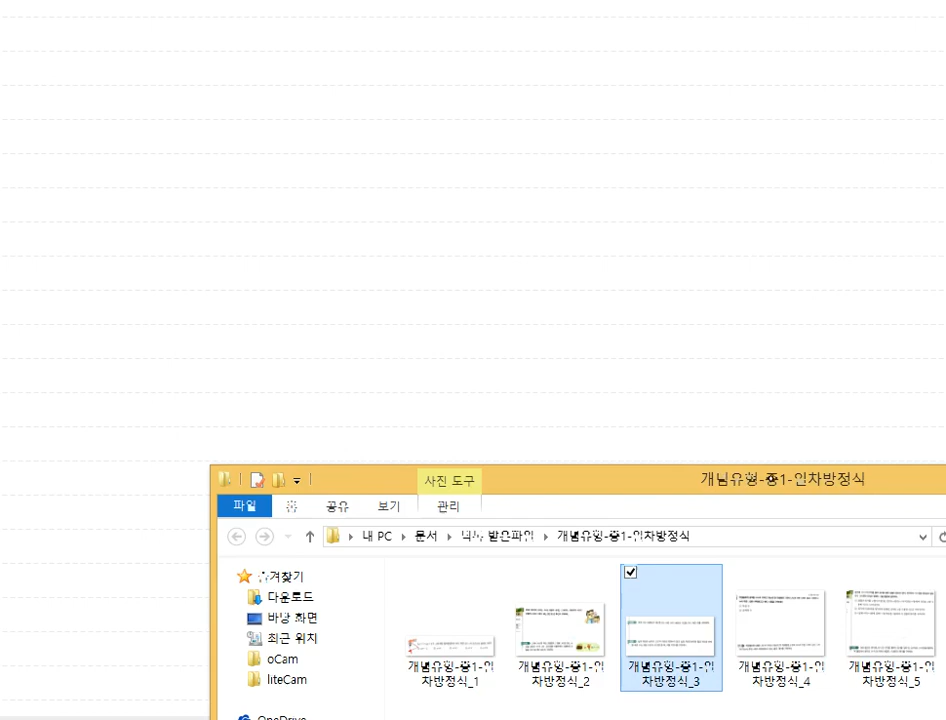 사진 도구
개념유형-중1-일차방정식
파일 홈 공유 보기 관리
내 PC 문서 받은파일 개념유형-중1-일차방정식
즐겨찾기
다운로드
바탕 화면
최근 위치
oCam
liteCam
OneDrive
개념유형-중1-일차방정식_1
개념유형-중1-일차방정식_2
개념유형-중1-일차방정식_3
개념유형-중1-일차방정식_4
개념유형-중1-일차방정식_5